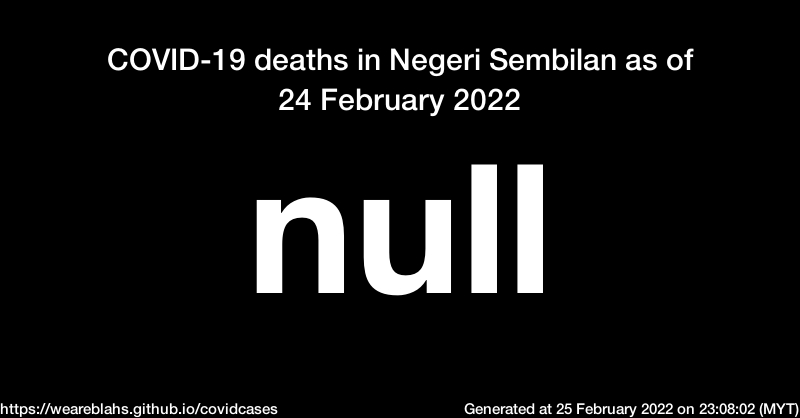 COVID-19 deaths in Negeri Sembilan as of
24 February 2022
null
https://weareblahs.github.io/covidcases
Generated at 25 February 2022 on 23:08:02 (MYT)